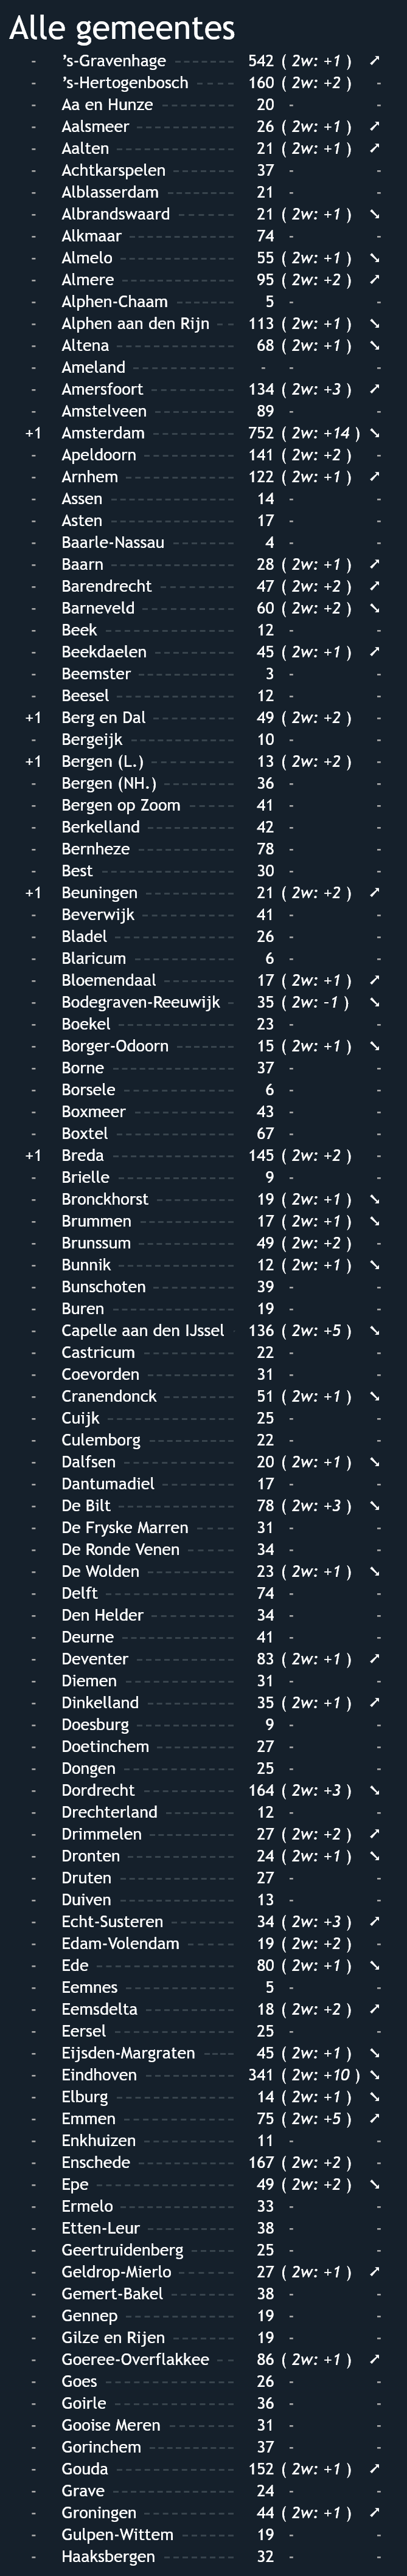 Alle gemeentes
- ’s-Gravenhage 542 ( 2w: +1 ) ➚
- ’s-Hertogenbosch 160 ( 2w: +2 ) -
- Aa en Hunze 20 - -
- Aalsmeer 26 ( 2w: +1 ) ➚
- Aalten 21 ( 2w: +1 ) ➚
- Achtkarspelen 37 - -
- Alblasserdam 21 - -
- Albrandswaard 21 ( 2w: +1 ) ➘
- Alkmaar 74 - -
- Almelo 55 ( 2w: +1 ) ➘
- Almere 95 ( 2w: +2 ) ➚
- Alphen-Chaam 5 - -
- Alphen aan den Rijn 113 ( 2w: +1 ) ➘
- Altena 68 ( 2w: +1 ) ➘
- Ameland - - -
- Amersfoort 134 ( 2w: +3 ) ➚
- Amstelveen 89 - -
+1 Amsterdam 752 ( 2w: +14 ) ➘
- Apeldoorn 141 ( 2w: +2 ) -
- Arnhem 122 ( 2w: +1 ) ➚
- Assen 14 - -
- Asten 17 - -
- Baarle-Nassau 4 - -
- Baarn 28 ( 2w: +1 ) ➚
- Barendrecht 47 ( 2w: +2 ) ➚
- Barneveld 60 ( 2w: +2 ) ➘
- Beek 12 - -
- Beekdaelen 45 ( 2w: +1 ) ➚
- Beemster 3 - -
- Beesel 12 - -
+1 Berg en Dal 49 ( 2w: +2 ) -
- Bergeijk 10 - -
+1 Bergen (L.) 13 ( 2w: +2 ) -
- Bergen (NH.) 36 - -
- Bergen op Zoom 41 - -
- Berkelland 42 - -
- Bernheze 78 - -
- Best 30 - -
+1 Beuningen 21 ( 2w: +2 ) ➚
- Beverwijk 41 - -
- Bladel 26 - -
- Blaricum 6 - -
- Bloemendaal 17 ( 2w: +1 ) ➚
- Bodegraven-Reeuwijk 35 ( 2w: -1 ) ➘
- Boekel 23 - -
- Borger-Odoorn 15 ( 2w: +1 ) ➘
- Borne 37 - -
- Borsele 6 - -
- Boxmeer 43 - -
- Boxtel 67 - -
+1 Breda 145 ( 2w: +2 ) -
- Brielle 9 - -
- Bronckhorst 19 ( 2w: +1 ) ➘
- Brummen 17 ( 2w: +1 ) ➘
- Brunssum 49 ( 2w: +2 ) -
- Bunnik 12 ( 2w: +1 ) ➘
- Bunschoten 39 - -
- Buren 19 - -
- Capelle aan den IJssel 136 ( 2w: +5 ) ➘
- Castricum 22 - -
- Coevorden 31 - -
- Cranendonck 51 ( 2w: +1 ) ➘
- Cuijk 25 - -
- Culemborg 22 - -
- Dalfsen 20 ( 2w: +1 ) ➘
- Dantumadiel 17 - -
- De Bilt 78 ( 2w: +3 ) ➘
- De Fryske Marren 31 - -
- De Ronde Venen 34 - -
- De Wolden 23 ( 2w: +1 ) ➘
- Delft 74 - -
- Den Helder 34 - -
- Deurne 41 - -
- Deventer 83 ( 2w: +1 ) ➚
- Diemen 31 - -
- Dinkelland 35 ( 2w: +1 ) ➚
- Doesburg 9 - -
- Doetinchem 27 - -
- Dongen 25 - -
- Dordrecht 164 ( 2w: +3 ) ➘
- Drechterland 12 - -
- Drimmelen 27 ( 2w: +2 ) ➚
- Dronten 24 ( 2w: +1 ) ➘
- Druten 27 - -
- Duiven 13 - -
- Echt-Susteren 34 ( 2w: +3 ) ➚
- Edam-Volendam 19 ( 2w: +2 ) -
- Ede 80 ( 2w: +1 ) ➘
- Eemnes 5 - -
- Eemsdelta 18 ( 2w: +2 ) ➚
- Eersel 25 - -
- Eijsden-Margraten 45 ( 2w: +1 ) ➘
- Eindhoven 341 ( 2w: +10 ) ➘
- Elburg 14 ( 2w: +1 ) ➘
- Emmen 75 ( 2w: +5 ) ➚
- Enkhuizen 11 - -
- Enschede 167 ( 2w: +2 ) -
- Epe 49 ( 2w: +2 ) ➘
- Ermelo 33 - -
- Etten-Leur 38 - -
- Geertruidenberg 25 - -
- Geldrop-Mierlo 27 ( 2w: +1 ) ➚
- Gemert-Bakel 38 - -
- Gennep 19 - -
- Gilze en Rijen 19 - -
- Goeree-Overflakkee 86 ( 2w: +1 ) ➚
- Goes 26 - -
- Goirle 36 - -
- Gooise Meren 31 - -
- Gorinchem 37 - -
- Gouda 152 ( 2w: +1 ) ➚
- Grave 24 - -
- Groningen 44 ( 2w: +1 ) ➚
- Gulpen-Wittem 19 - -
- Haaksbergen 32 - -